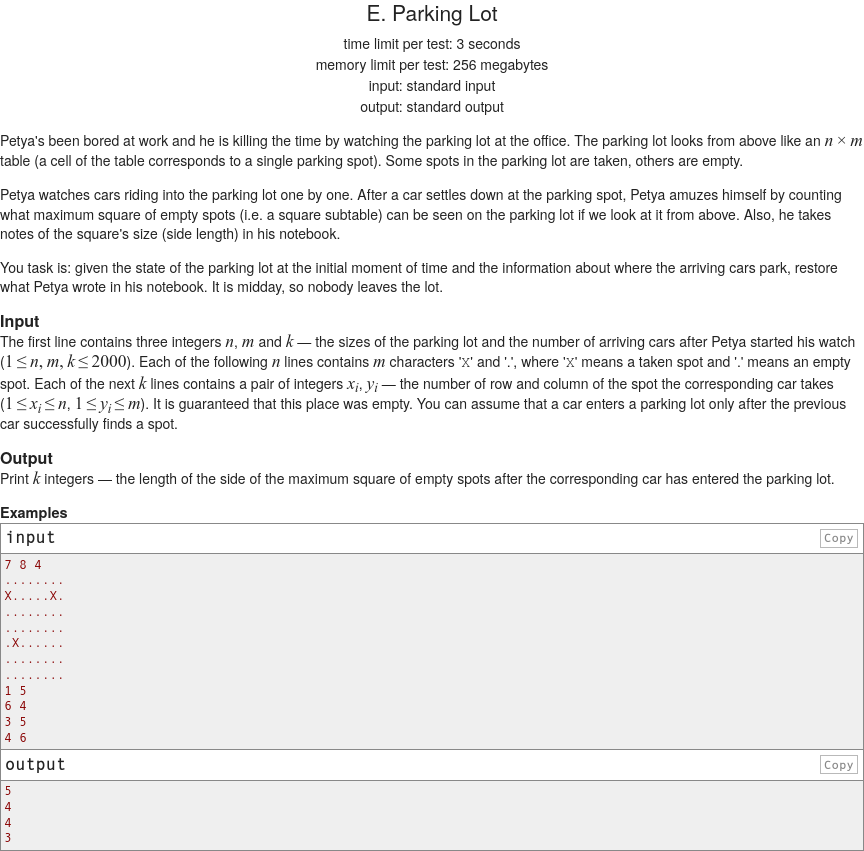 E. Parking Lot
time limit per test: 3 seconds
memory limit per test: 256 megabytes
input: standard input
output: standard output
Petya's been bored at work and he is killing the time by watching the parking lot at the office. The parking lot looks from above like an n × m
table (a cell of the table corresponds to a single parking spot). Some spots in the parking lot are taken, others are empty.
Petya watches cars riding into the parking lot one by one. After a car settles down at the parking spot, Petya amuzes himself by counting
what maximum square of empty spots (i.e. a square subtable) can be seen on the parking lot if we look at it from above. Also, he takes
notes of the square's size (side length) in his notebook.
You task is: given the state of the parking lot at the initial moment of time and the information about where the arriving cars park, restore
what Petya wrote in his notebook. It is midday, so nobody leaves the lot.
Input
The first line contains three integers n, m and k — the sizes of the parking lot and the number of arriving cars after Petya started his watch
(1 ≤ n, m, k ≤ 2000). Each of the following n lines contains m characters 'X' and '.', where 'X' means a taken spot and '.' means an empty
spot. Each of the next k lines contains a pair of integers xi, yi — the number of row and column of the spot the corresponding car takes
(1 ≤ xi ≤ n, 1 ≤ yi ≤ m). It is guaranteed that this place was empty. You can assume that a car enters a parking lot only after the previous
car successfully finds a spot.
Output
Print k integers — the length of the side of the maximum square of empty spots after the corresponding car has entered the parking lot.
Examples
input Copy
7 8 4
........
X.....X.
........
........
.X......
........
........
1 5
6 4
3 5
4 6
output Copy
5
4
4
3